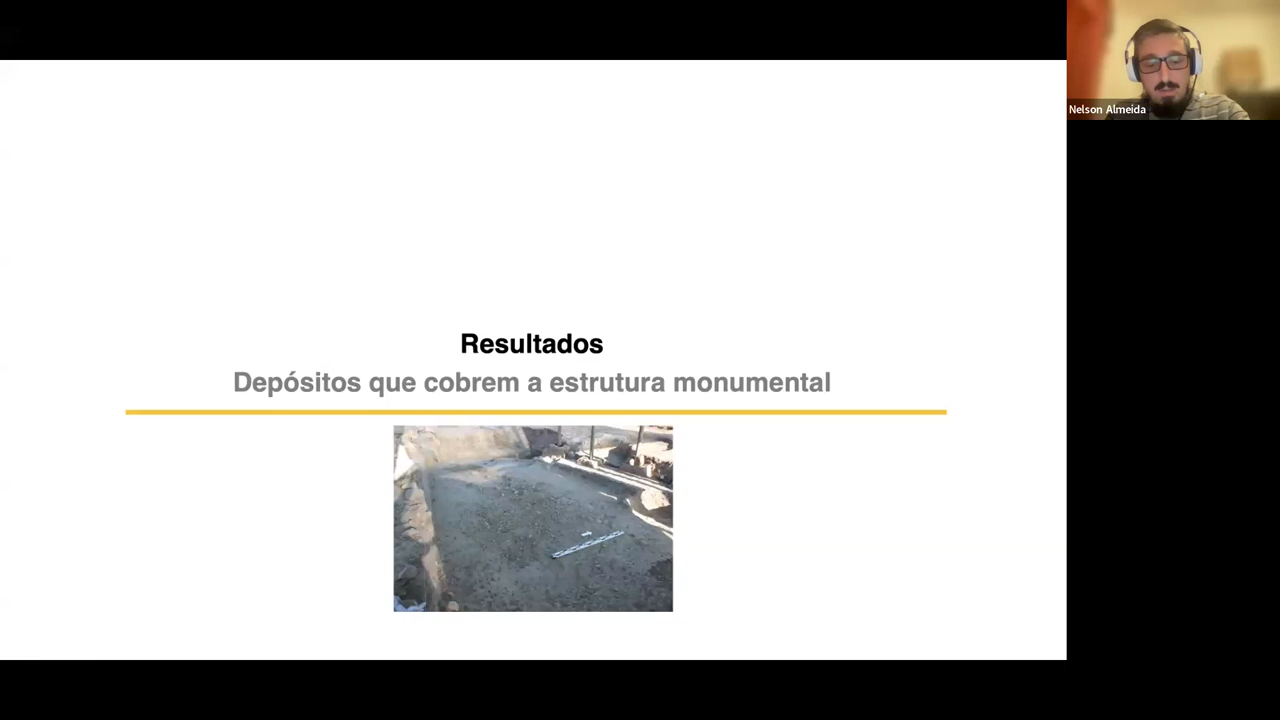 Nelson Almeida
Resultados
Depósitos que cobrem a estrutura monumental